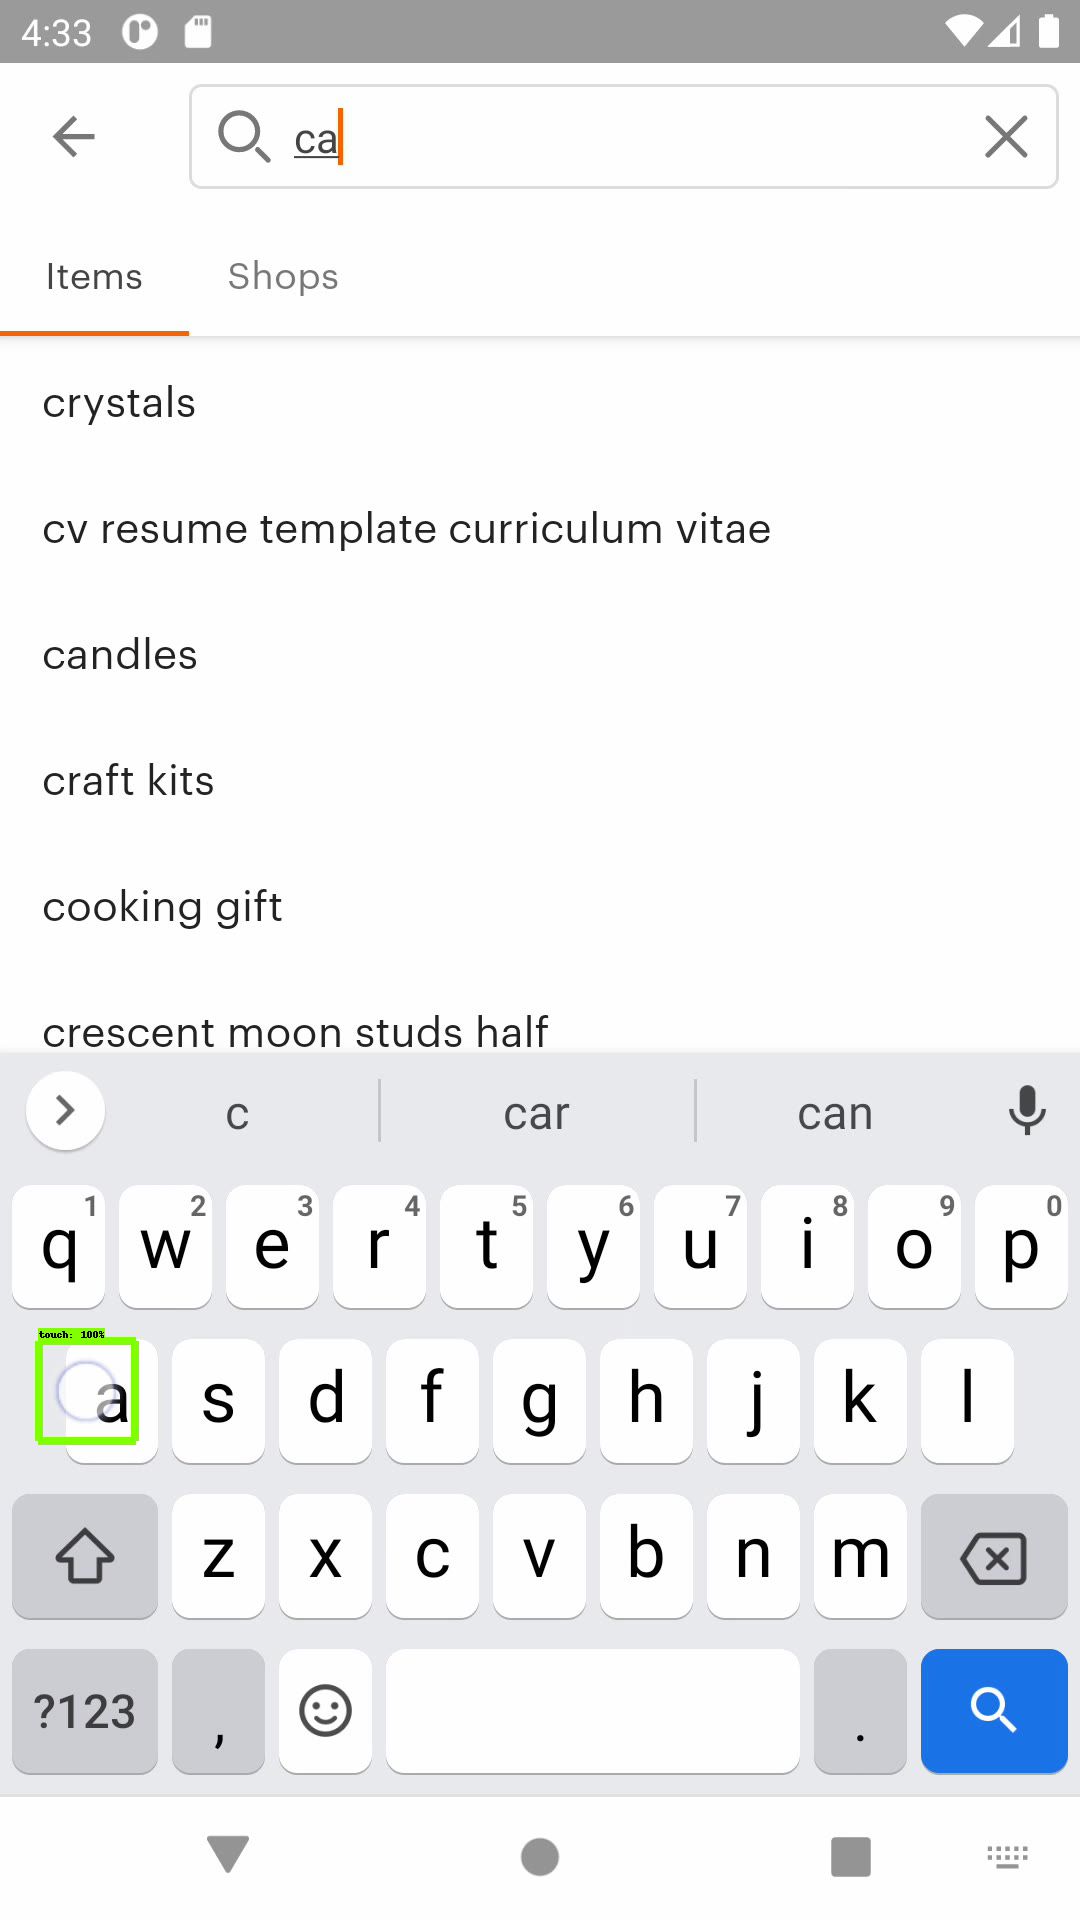 4:33
ca
Items Shops
crystals
cv resume template curriculum vitae
candles
craft kits
cooking gift
crescent moon studs half
c car can
1 2 3 4 5 6 7 8 9 0
q w e r t y u i o p
touch: 100%
a s d f g h j k l
z x c v b n m
?123 , .